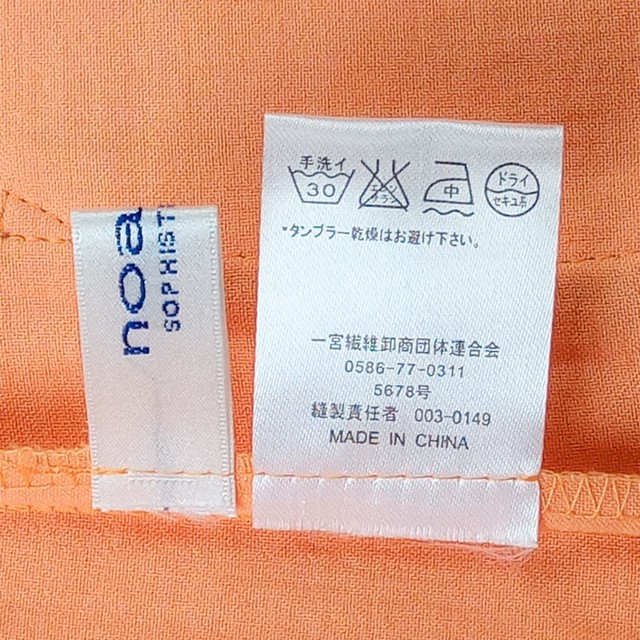 noa
SOPHIST
手洗イ
30
エンソ
サラシ
中
ドライ
セキユ系
*タンブラー乾燥はお避け下さい。
一宮繊維卸商団体連合会
0586-77-0311
5678号
縫製責任者 003-0149
MADE IN CHINA